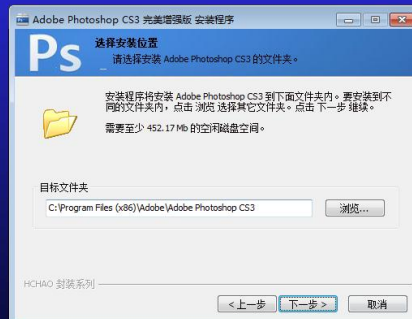 Adobe Photoshop CS3 完美增强版 安装程序
Ps
选择安装位置
请选择安装 Adobe Photoshop CS3 的文件夹。
安装程序将安装 Adobe Photoshop CS3 到下面文件夹内。要安装到不
同的文件夹内，点击 浏览 选择其它文件夹。点击 下一步 继续。
需要至少 452.17 Mb 的空闲磁盘空间。
目标文件夹
C:\Program Files (x86)\Adobe\Adobe Photoshop CS3
浏览...
HCHAO 封装系列
<上一步
下一步 >
取消